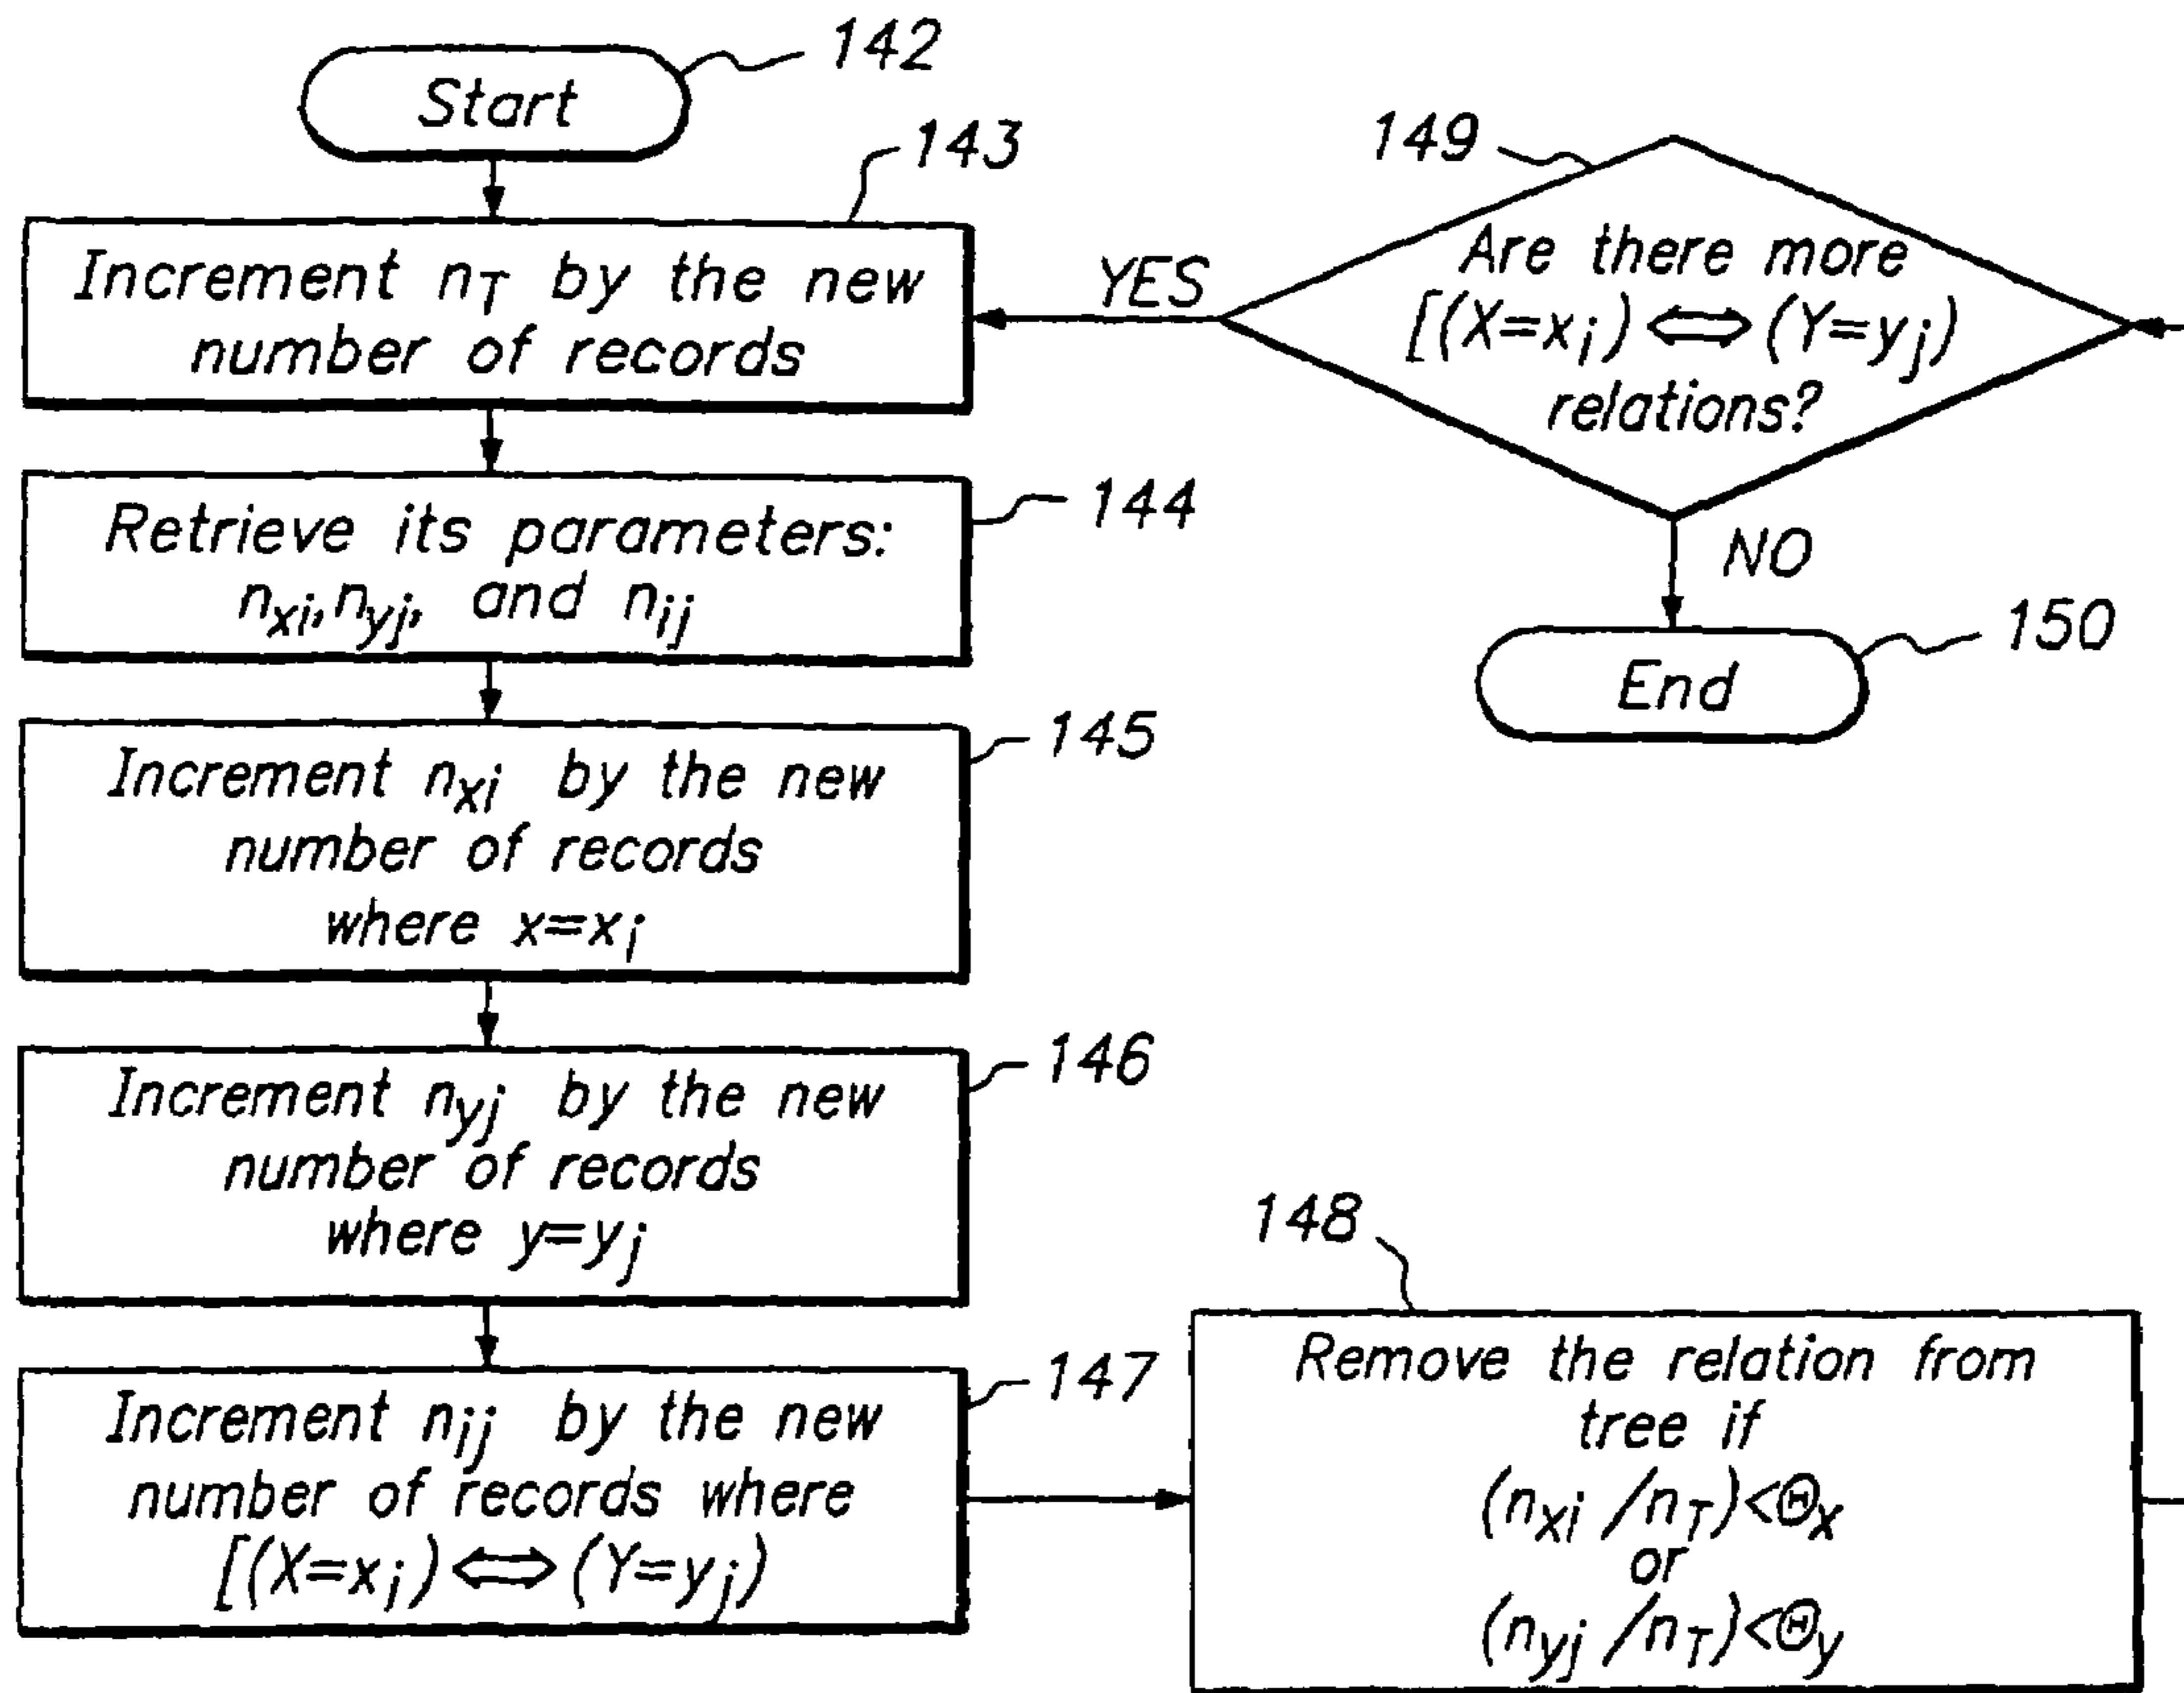 142
Start
143
Increment n_T by the new
number of records
144
Retrieve its parameters:
n_xi, n_yj, and n_ij
145
Increment n_xi by the new
number of records
where x=x_i
146
Increment n_yj by the new
number of records
where y=y_j
147
Increment n_ij by the new
number of records where
[(X=x_i) ⇔ (Y=y_j)
148
Remove the relation from
tree if
(n_xi /n_T)<Θ_x
or
(n_yj /n_T)<Θ_y
149
Are there more
[(X=x_i) ⇔ (Y=y_j)
relations?
YES
NO
150
End